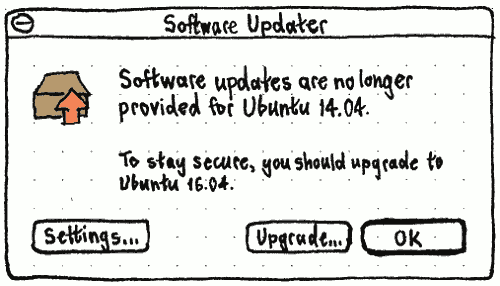 Software Updater
Software updates are no longer
provided for Ubuntu 14.04.
To stay secure, you should upgrade to
Ubuntu 16.04.
Settings...
Upgrade...
OK